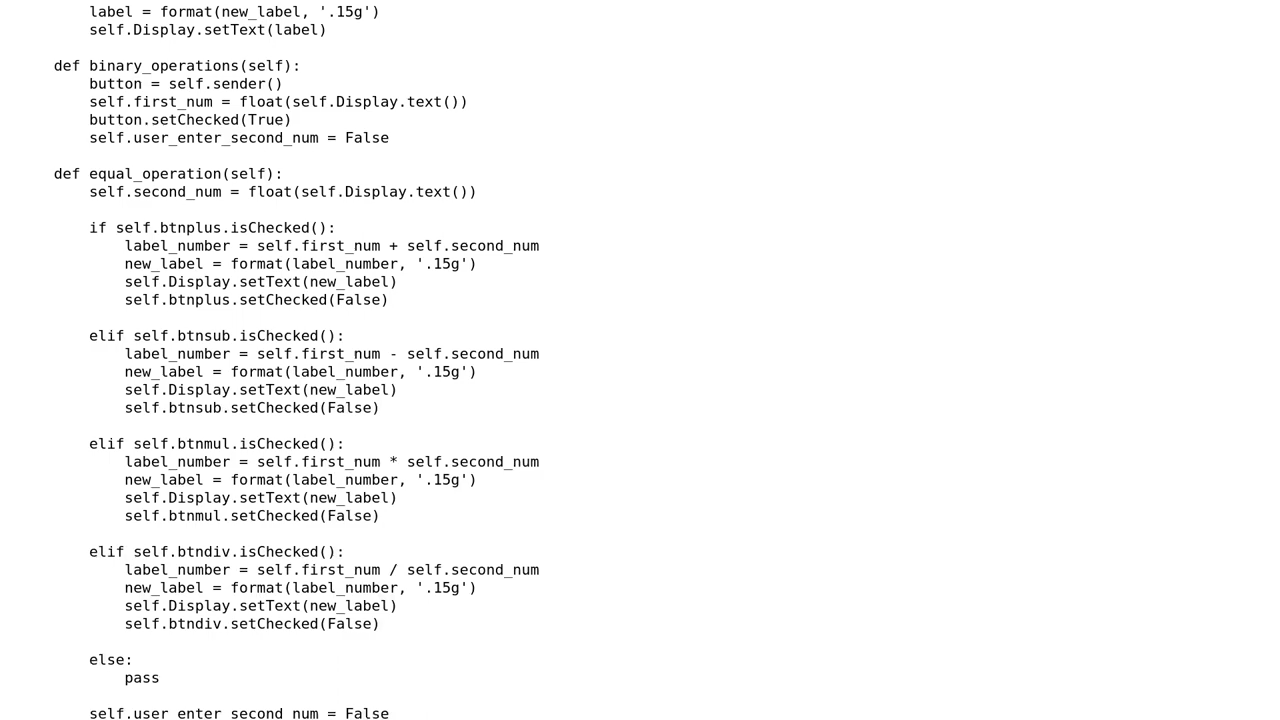 label = format(new_label, '.15g')
self.Display.setText(label)
def binary_operations(self):
button = self.sender()
self.first_num = float(self.Display.text())
button.setChecked(True)
self.user_enter_second_num = False
def equal_operation(self):
self.second_num = float(self.Display.text())
if self.btnplus.isChecked():
label_number = self.first_num + self.second_num
new_label = format(label_number, '.15g')
self.Display.setText(new_label)
self.btnplus.setChecked(False)
elif self.btnsub.isChecked():
label_number = self.first_num - self.second_num
new_label = format(label_number, '.15g')
self.Display.setText(new_label)
self.btnsub.setChecked(False)
elif self.btnmul.isChecked():
label_number = self.first_num * self.second_num
new_label = format(label_number, '.15g')
self.Display.setText(new_label)
self.btnmul.setChecked(False)
elif self.btndiv.isChecked():
label_number = self.first_num / self.second_num
new_label = format(label_number, '.15g')
self.Display.setText(new_label)
self.btndiv.setChecked(False)
else:
pass
self.user_enter_second_num = False